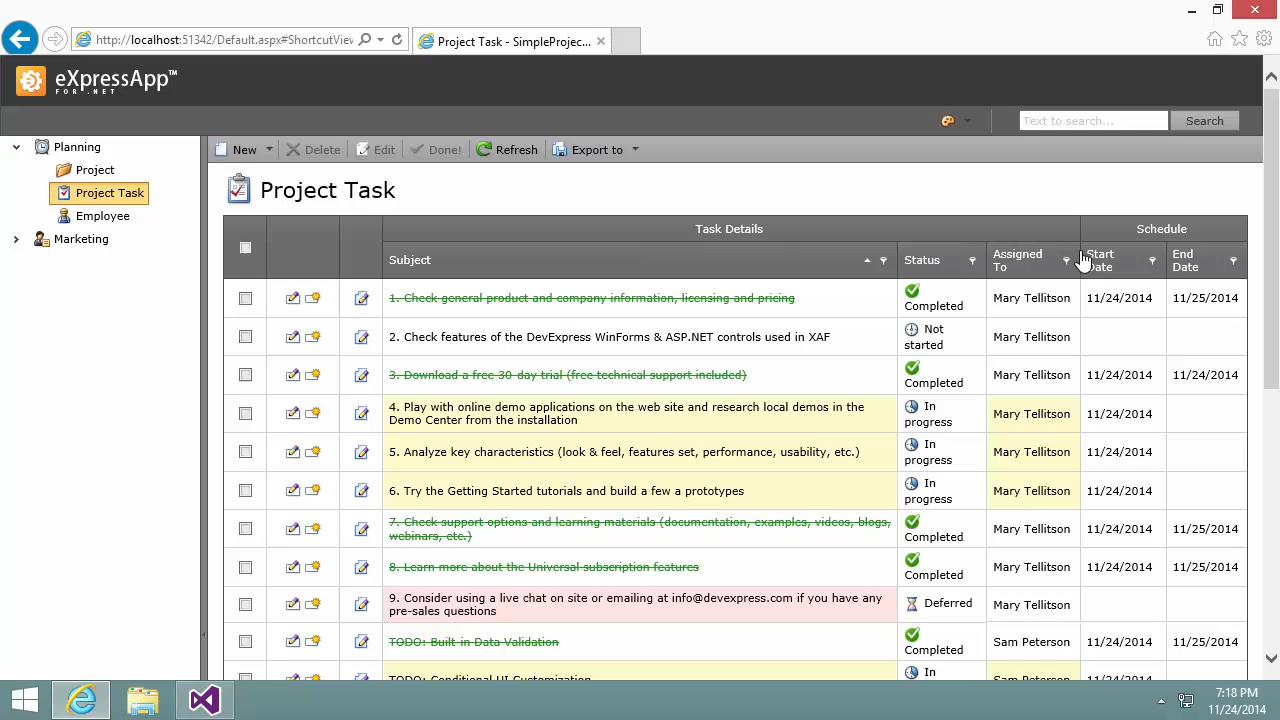 http://localhost:51342/Default.aspx#ShortcutView
Project Task - SimpleProjec...
eXpressApp™
FOR .NET
Text to search...
Search
Planning
Project
Project Task
Employee
Marketing
New
Delete
Edit
Done!
Refresh
Export to
Project Task
Task Details
Schedule
Subject
Status
Assigned To
Start Date
End Date
1. Check general product and company information, licensing and pricing
Completed
Mary Tellitson
11/24/2014
11/25/2014
2. Check features of the DevExpress WinForms & ASP.NET controls used in XAF
Not started
Mary Tellitson
3. Download a free 30-day trial (free technical support included)
Completed
Mary Tellitson
11/24/2014
11/24/2014
4. Play with online demo applications on the web site and research local demos in the
Demo Center from the installation
In progress
Mary Tellitson
11/24/2014
5. Analyze key characteristics (look & feel, features set, performance, usability, etc.)
In progress
Mary Tellitson
11/24/2014
6. Try the Getting Started tutorials and build a few a prototypes
In progress
Mary Tellitson
11/24/2014
7. Check support options and learning materials (documentation, examples, videos, blogs,
webinars, etc.)
Completed
Mary Tellitson
11/24/2014
11/25/2014
8. Learn more about the Universal subscription features
Completed
Mary Tellitson
11/24/2014
11/25/2014
9. Consider using a live chat on site or emailing at info@devexpress.com if you have any
pre-sales questions
Deferred
Mary Tellitson
TODO: Built-in Data Validation
Completed
Sam Peterson
11/24/2014
11/25/2014
TODO: Conditional UI Customization
In
Sam Peterson
11/24/2014
7:18 PM
11/24/2014